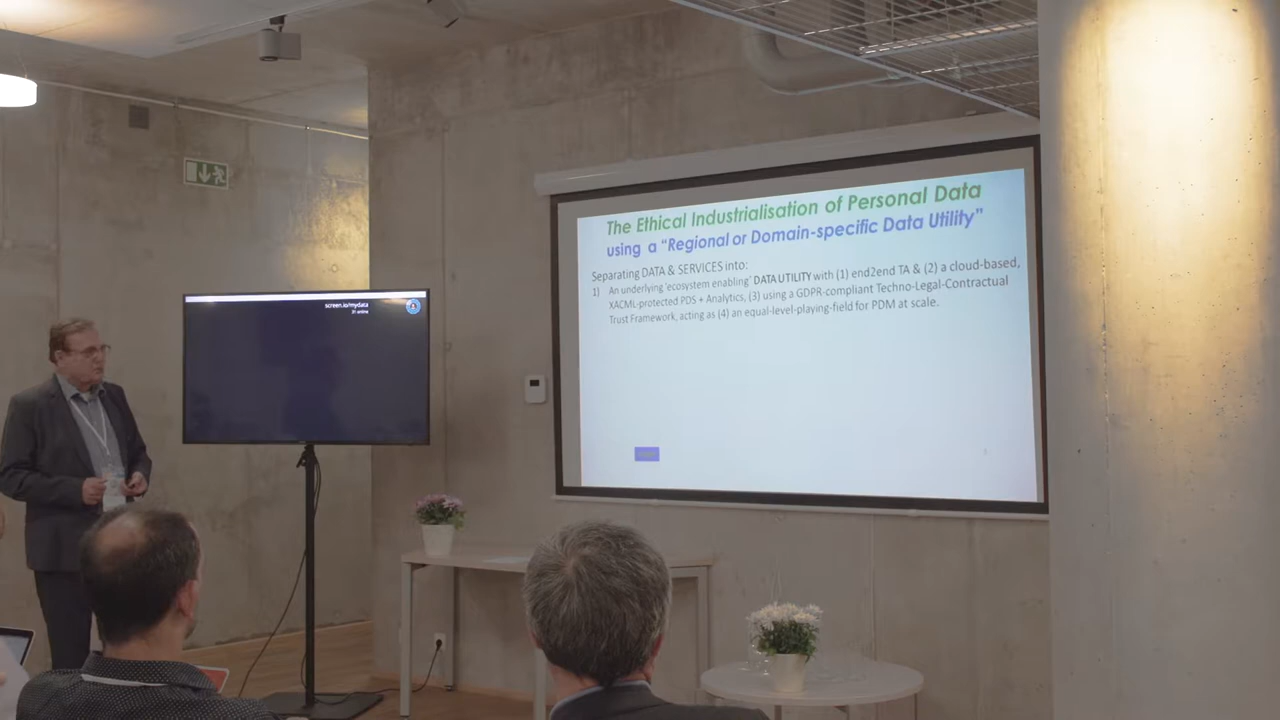 screen.io/mydata
31 online
The Ethical Industrialisation of Personal Data
using a “Regional or Domain-specific Data Utility”
Separating DATA & SERVICES into:
1) An underlying 'ecosystem enabling' DATA UTILITY with (1) end2end TA & (2) a cloud-based,
XACML-protected PDS + Analytics, (3) using a GDPR-compliant Techno-Legal-Contractual
Trust Framework, acting as (4) an equal-level-playing-field for PDM at scale.